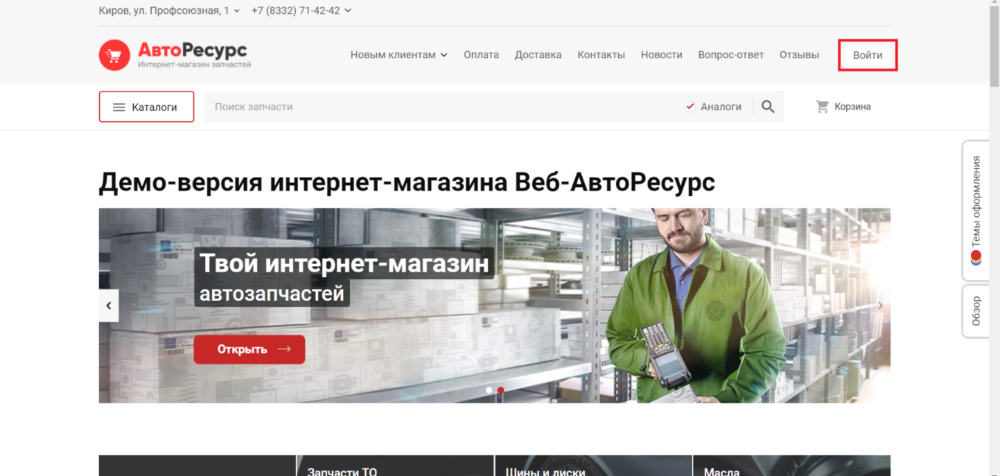 Киров, ул. Профсоюзная, 1 +7 (8332) 71-42-42
АвтоРесурс
Интернет-магазин запчастей
Новым клиентам Оплата Доставка Контакты Новости Вопрос-ответ Отзывы Войти
Каталоги Поиск запчасти Аналоги Корзина
Демо-версия интернет-магазина Веб-АвтоРесурс
Твой интернет-магазин
автозапчастей
Открыть
Темы оформления
Обзор
Запчасти ТО Шины и диски Масла